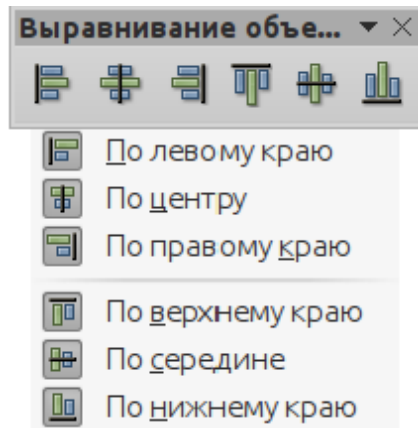 Выравнивание объе...
По левому краю
По центру
По правому краю
По верхнему краю
По середине
По нижнему краю